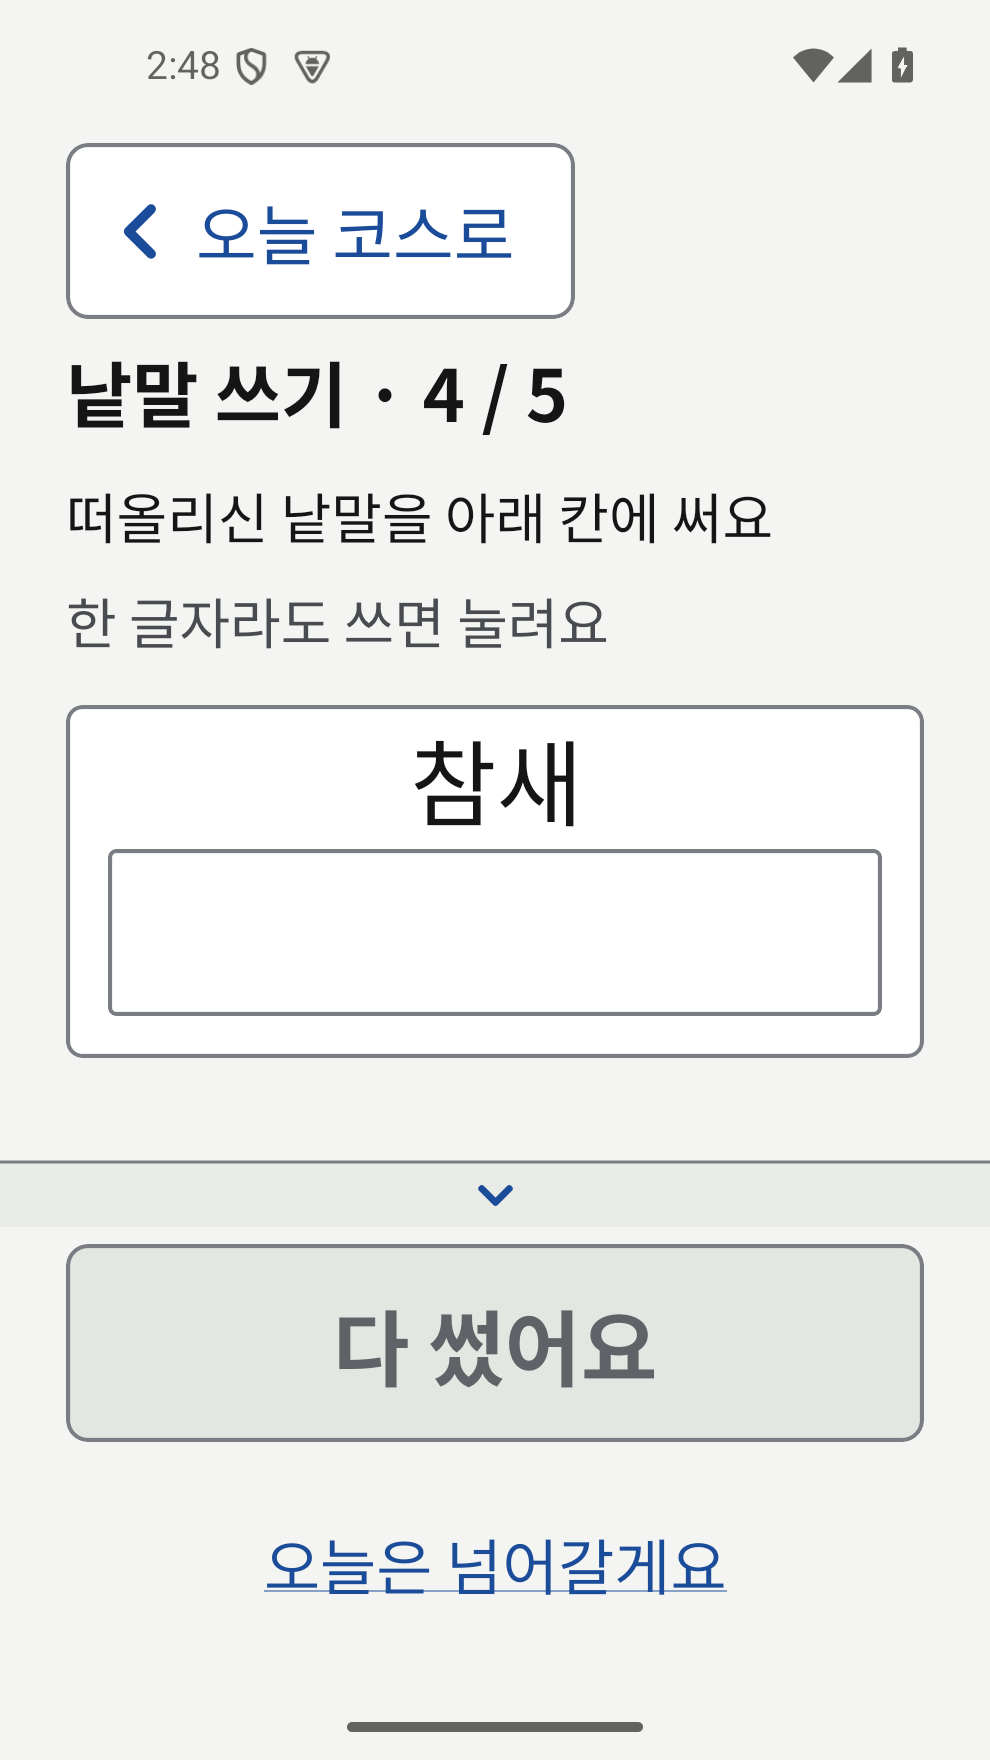 2:48
오늘 코스로
낱말 쓰기 · 4 / 5
떠올리신 낱말을 아래 칸에 써요
한 글자라도 쓰면 눌려요
참새
다 썼어요
오늘은 넘어갈게요